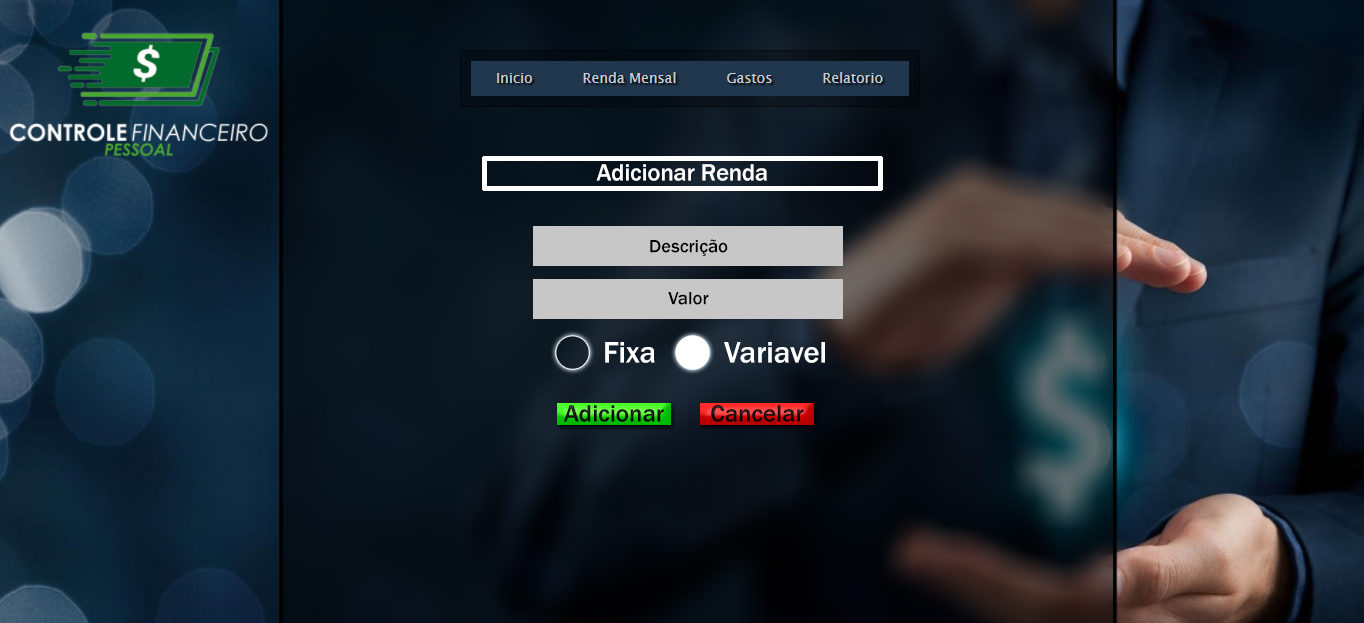 $
CONTROLE FINANCEIRO
PESSOAL
Inicio Renda Mensal Gastos Relatorio
Adicionar Renda
Descrição
Valor
Fixa Variavel
Adicionar Cancelar
$